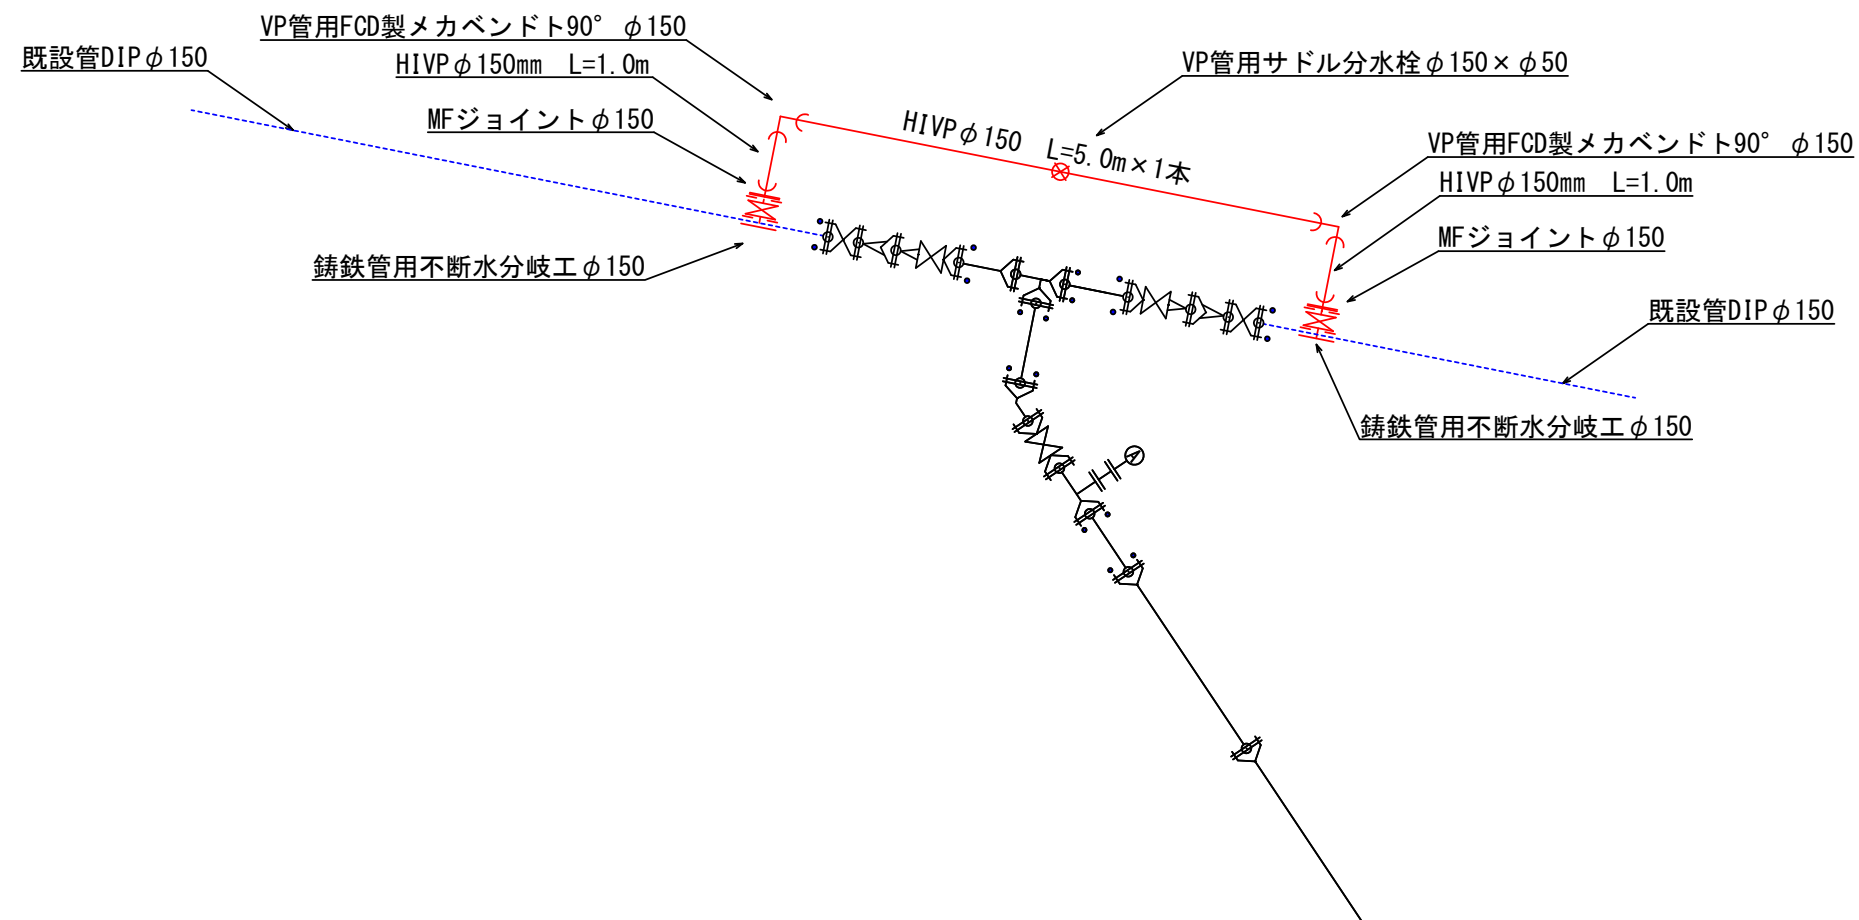 VP管用FCD製メカベンドト90° φ150
既設管DIPφ150
HIVPφ150mm L=1.0m
MFジョイントφ150
鋳鉄管用不断水分岐工φ150
HIVPφ150 L=5.0m×1本
VP管用サドル分水栓φ150×φ50
VP管用FCD製メカベンドト90° φ150
HIVPφ150mm L=1.0m
MFジョイントφ150
既設管DIPφ150
鋳鉄管用不断水分岐工φ150